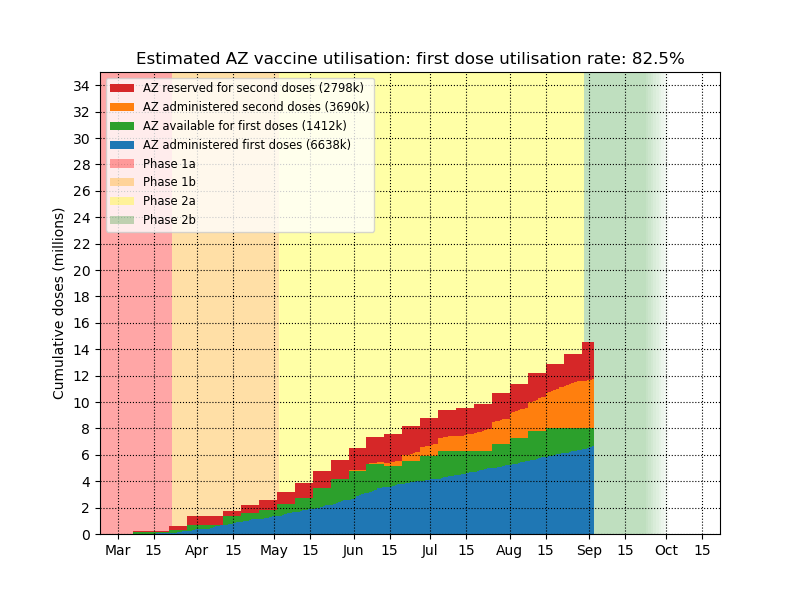 Estimated AZ vaccine utilisation: first dose utilisation rate: 82.5%
AZ reserved for second doses (2798k)
AZ administered second doses (3690k)
AZ available for first doses (1412k)
AZ administered first doses (6638k)
Phase 1a
Phase 1b
Phase 2a
Phase 2b
Cumulative doses (millions)
34
32
30
28
26
24
22
20
18
16
14
12
10
8
6
4
2
0
Mar 15 Apr 15 May 15 Jun 15 Jul 15 Aug 15 Sep 15 Oct 15